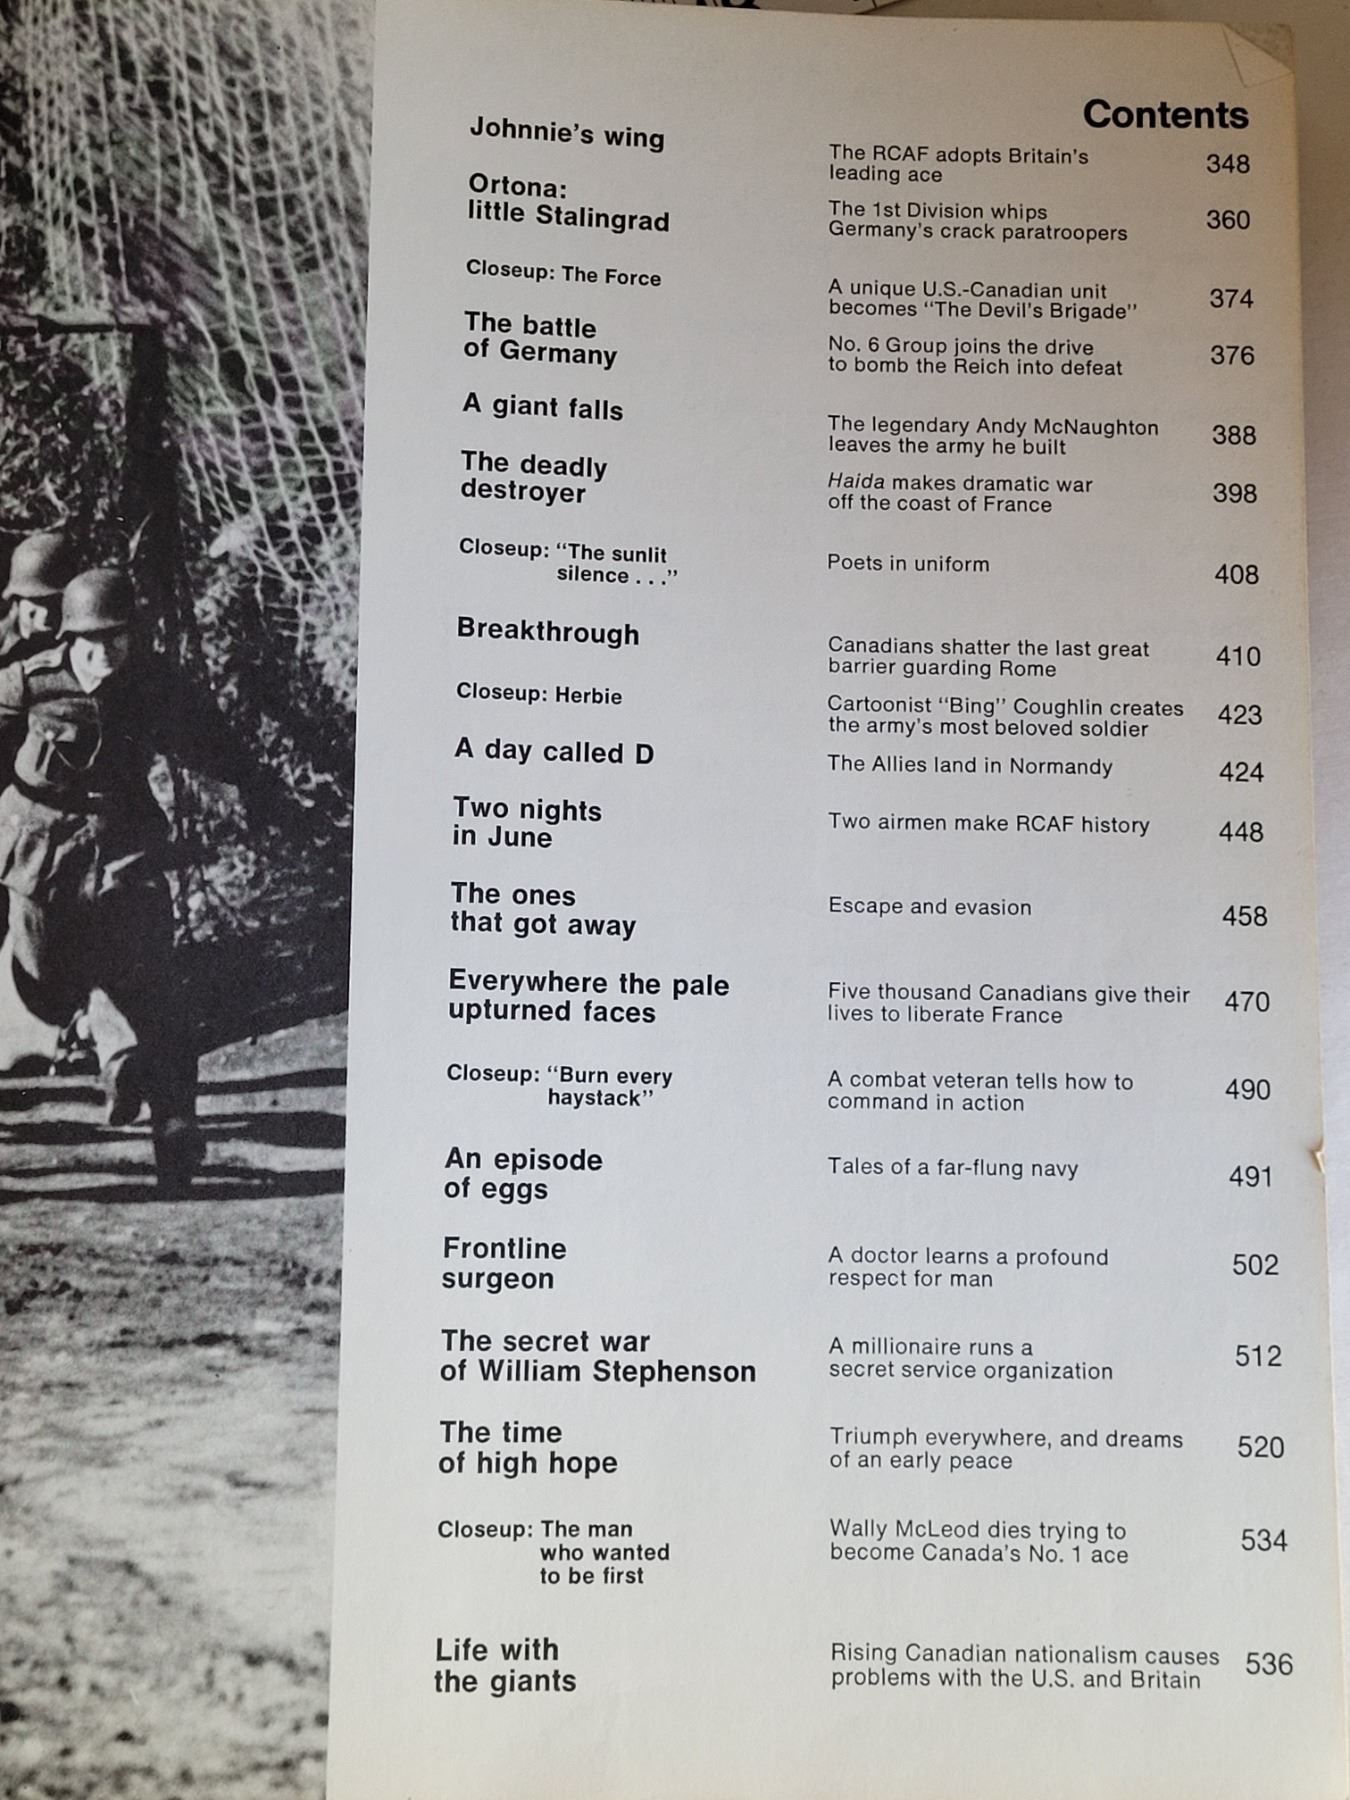 Contents
Johnnie's wing
The RCAF adopts Britain's
leading ace
348
Ortona:
little Stalingrad
The 1st Division whips
Germany's crack paratroopers
360
Closeup: The Force
A unique U.S.-Canadian unit
becomes “The Devil's Brigade”
374
The battle
of Germany
No. 6 Group joins the drive
to bomb the Reich into defeat
376
A giant falls
The legendary Andy McNaughton
leaves the army he built
388
The deadly
destroyer
Haida makes dramatic war
off the coast of France
398
Closeup: “The sunlit
silence . . .”
Poets in uniform
408
Breakthrough
Canadians shatter the last great
barrier guarding Rome
410
Closeup: Herbie
Cartoonist “Bing” Coughlin creates
the army's most beloved soldier
423
A day called D
The Allies land in Normandy
424
Two nights
in June
Two airmen make RCAF history
448
The ones
that got away
Escape and evasion
458
Everywhere the pale
upturned faces
Five thousand Canadians give their
lives to liberate France
470
Closeup: “Burn every
haystack”
A combat veteran tells how to
command in action
490
An episode
of eggs
Tales of a far-flung navy
491
Frontline
surgeon
A doctor learns a profound
respect for man
502
The secret war
of William Stephenson
A millionaire runs a
secret service organization
512
The time
of high hope
Triumph everywhere, and dreams
of an early peace
520
Closeup: The man
who wanted
to be first
Wally McLeod dies trying to
become Canada's No. 1 ace
534
Life with
the giants
Rising Canadian nationalism causes
problems with the U.S. and Britain
536